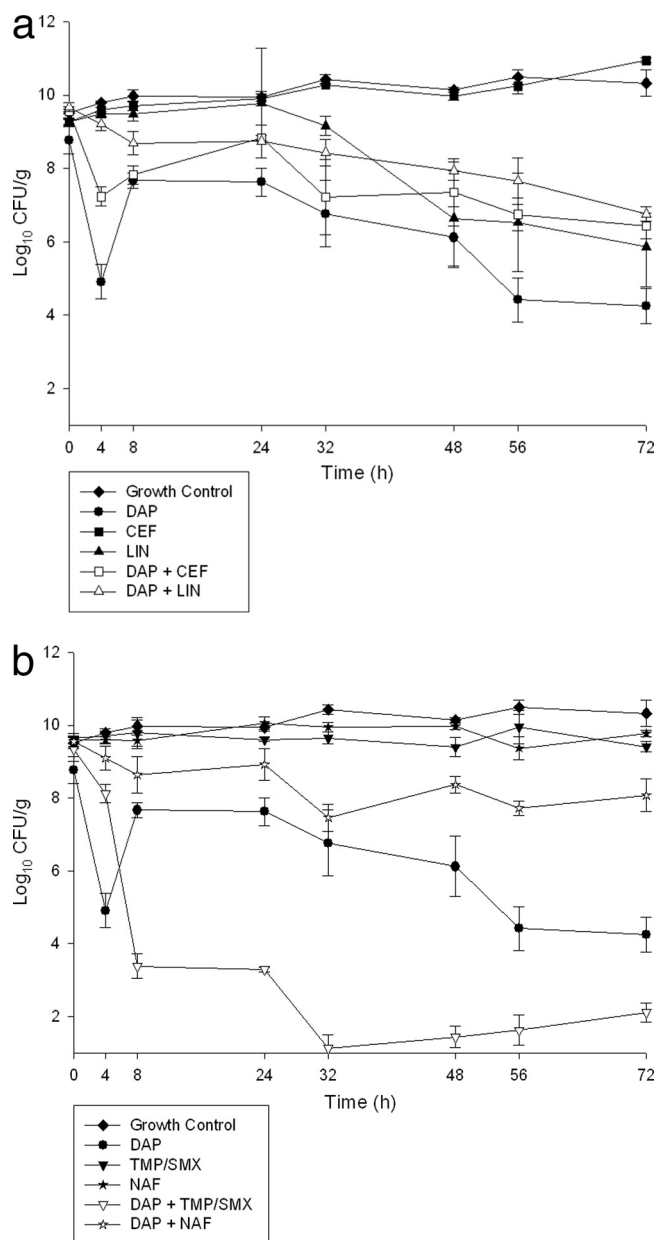 a
12
10
8
6
4
2
Log₁₀ CFU/g
0 4 8 24 32 48 56 72
Time (h)
Growth Control
DAP
CEF
LIN
DAP + CEF
DAP + LIN
b
12
10
8
6
4
2
Log₁₀ CFU/g
0 4 8 24 32 48 56 72
Time (h)
Growth Control
DAP
TMP/SMX
NAF
DAP + TMP/SMX
DAP + NAF